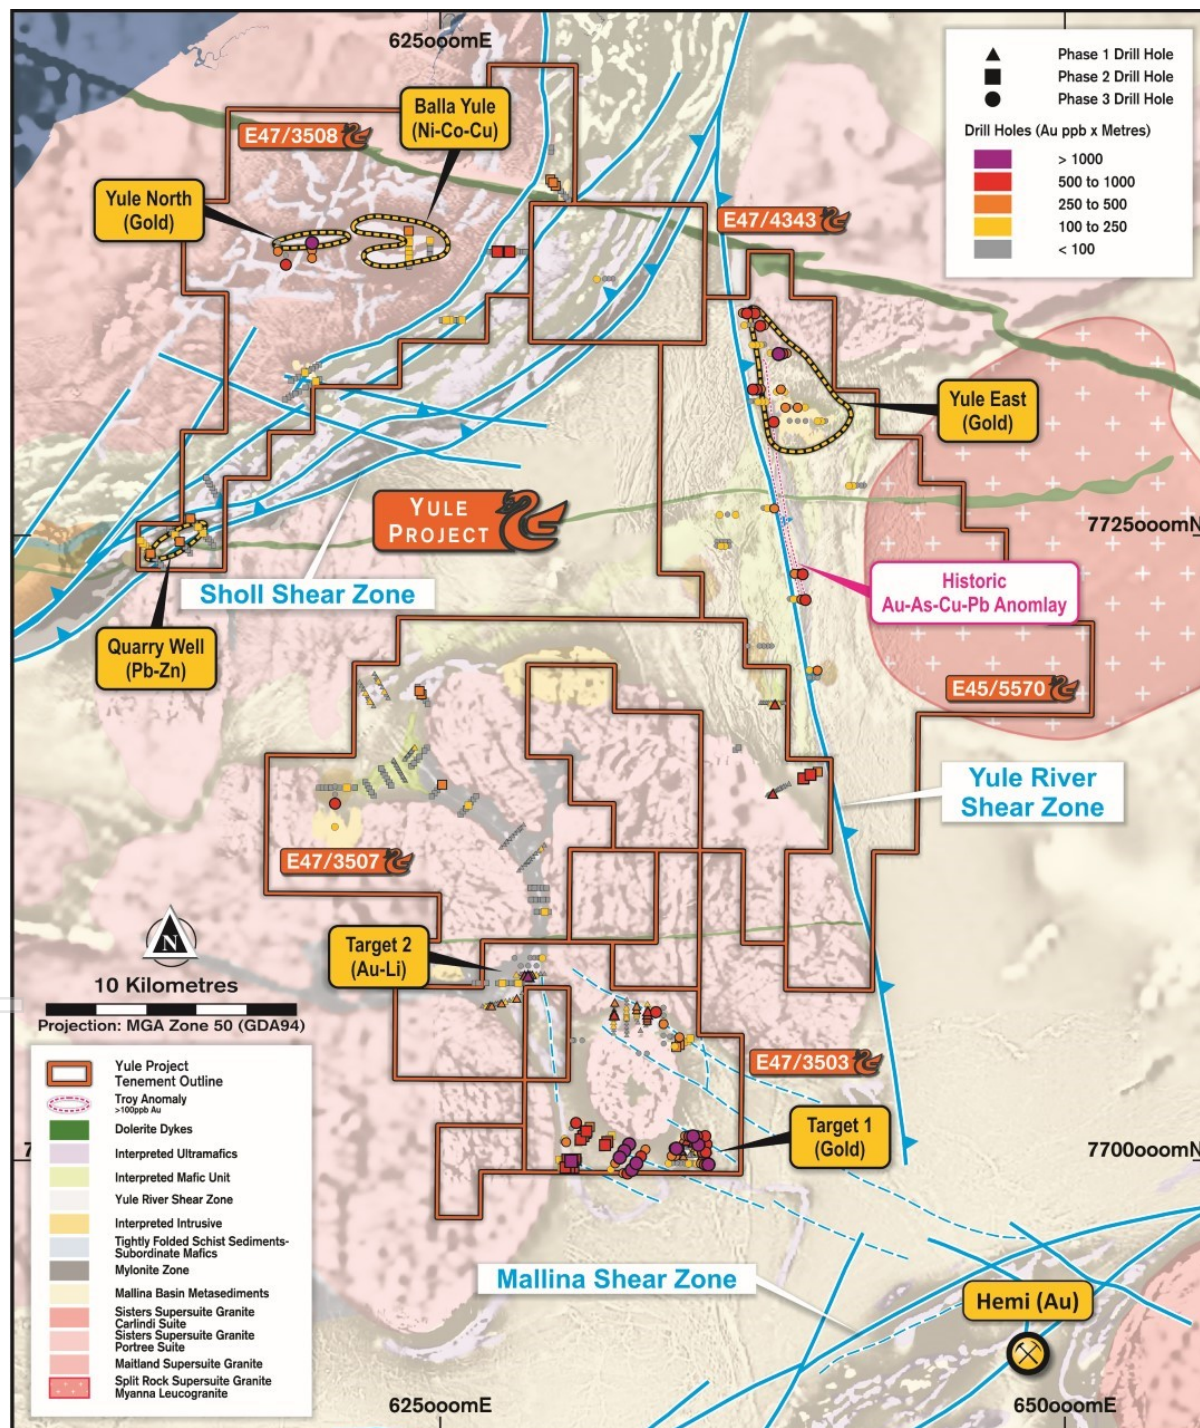 625000mE
Phase 1 Drill Hole
Phase 2 Drill Hole
Phase 3 Drill Hole
Drill Holes (Au ppb x Metres)
> 1000
500 to 1000
250 to 500
100 to 250
< 100
Balla Yule
(Ni-Co-Cu)
E47/3508
Yule North
(Gold)
E47/4343
Yule East
(Gold)
YULE
PROJECT
7725000mN
Sholl Shear Zone
Historic
Au-As-Cu-Pb Anomlay
Quarry Well
(Pb-Zn)
E45/5570
Yule River
Shear Zone
E47/3507
N
Target 2
(Au-Li)
10 Kilometres
Projection: MGA Zone 50 (GDA94)
E47/3503
Target 1
(Gold)
7700000mN
7
Yule Project
Tenement Outline
Troy Anomaly
>100ppb Au
Dolerite Dykes
Interpreted Ultramafics
Interpreted Mafic Unit
Yule River Shear Zone
Interpreted Intrusive
Tightly Folded Schist Sediments-
Subordinate Mafics
Mylonite Zone
Mallina Basin Metasediments
Sisters Supersuite Granite
Carlindi Suite
Sisters Supersuite Granite
Portree Suite
Maitland Supersuite Granite
Split Rock Supersuite Granite
Myanna Leucogranite
Mallina Shear Zone
Hemi (Au)
625000mE
650000mE